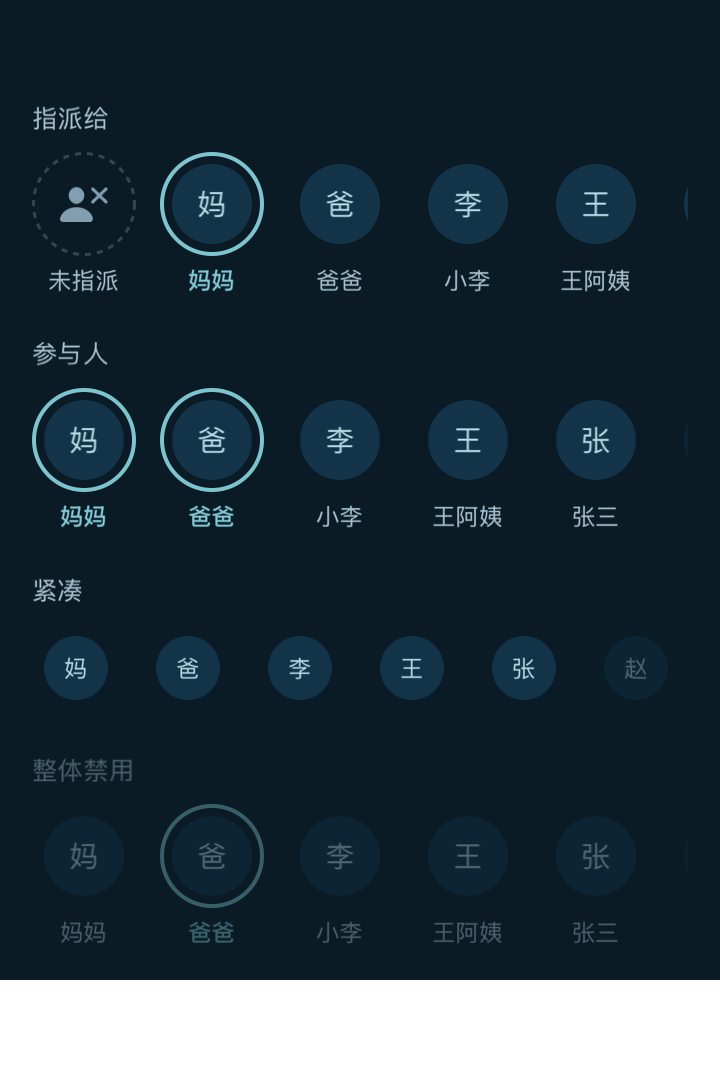 指派给
妈 爸 李 王
未指派 妈妈 爸爸 小李 王阿姨
参与人
妈 爸 李 王 张
妈妈 爸爸 小李 王阿姨 张三
紧凑
妈 爸 李 王 张 赵
整体禁用
妈 爸 李 王 张
妈妈 爸爸 小李 王阿姨 张三